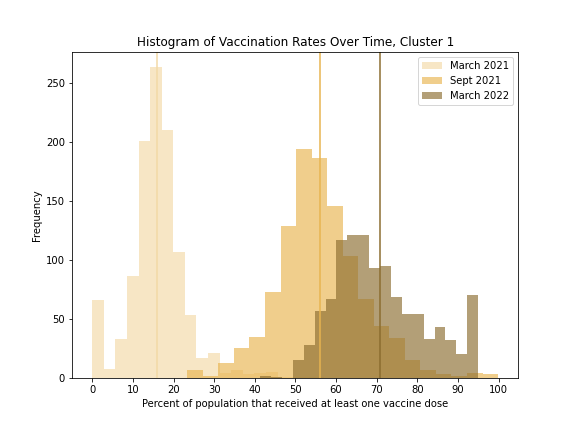 Histogram of Vaccination Rates Over Time, Cluster 1
March 2021
Sept 2021
March 2022
Frequency
250
200
150
100
50
0
0 10 20 30 40 50 60 70 80 90 100
Percent of population that received at least one vaccine dose